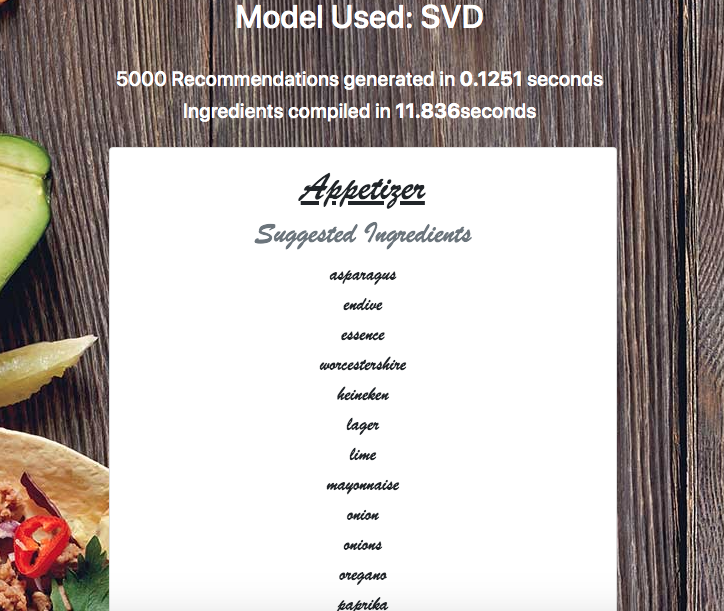 Model Used: SVD
5000 Recommendations generated in 0.1251 seconds
Ingredients compiled in 11.836seconds
Appetizer
Suggested Ingredients
asparagus
endive
essence
worcestershire
heineken
lager
lime
mayonnaise
onion
onions
oregano
paprika